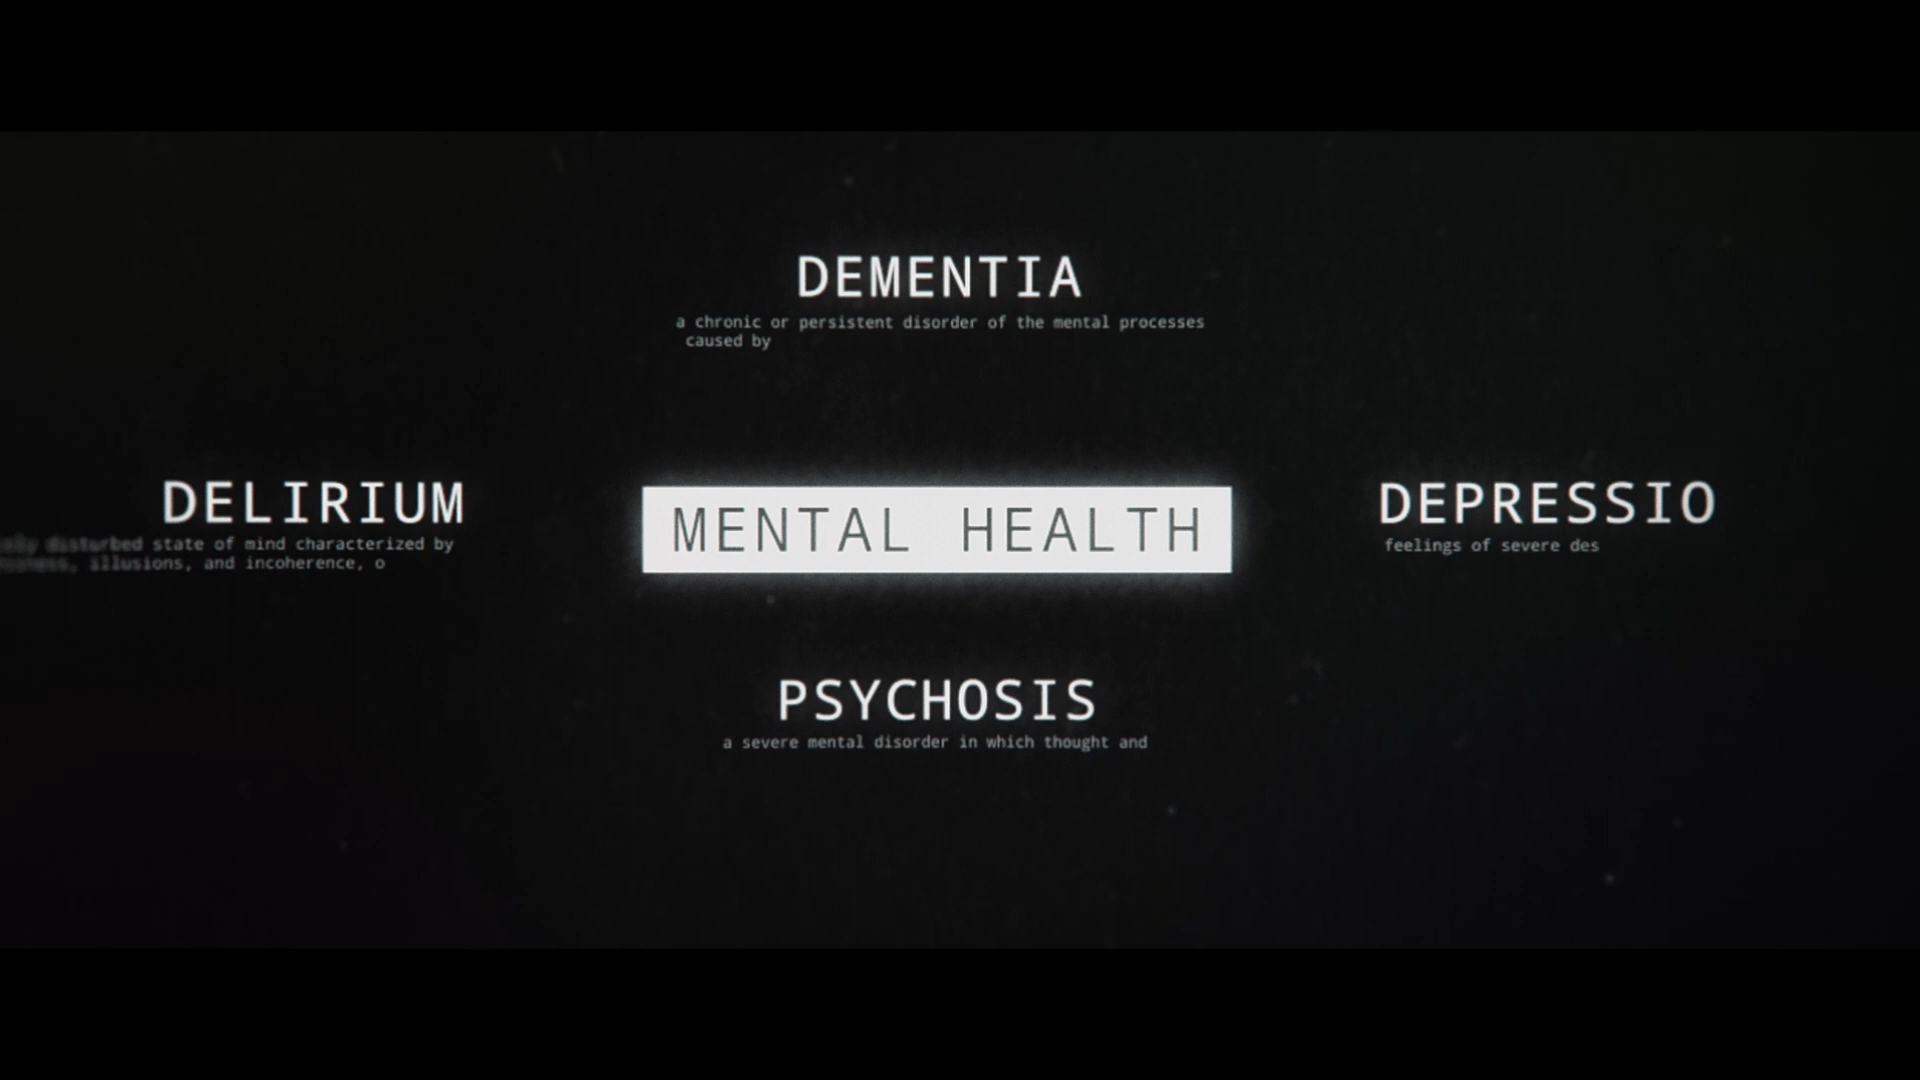 DEMENTIA
a chronic or persistent disorder of the mental processes
caused by
DELIRIUM
disturbed state of mind characterized by
illusions, and incoherence, o
MENTAL HEALTH
DEPRESSIO
feelings of severe des
PSYCHOSIS
a severe mental disorder in which thought and